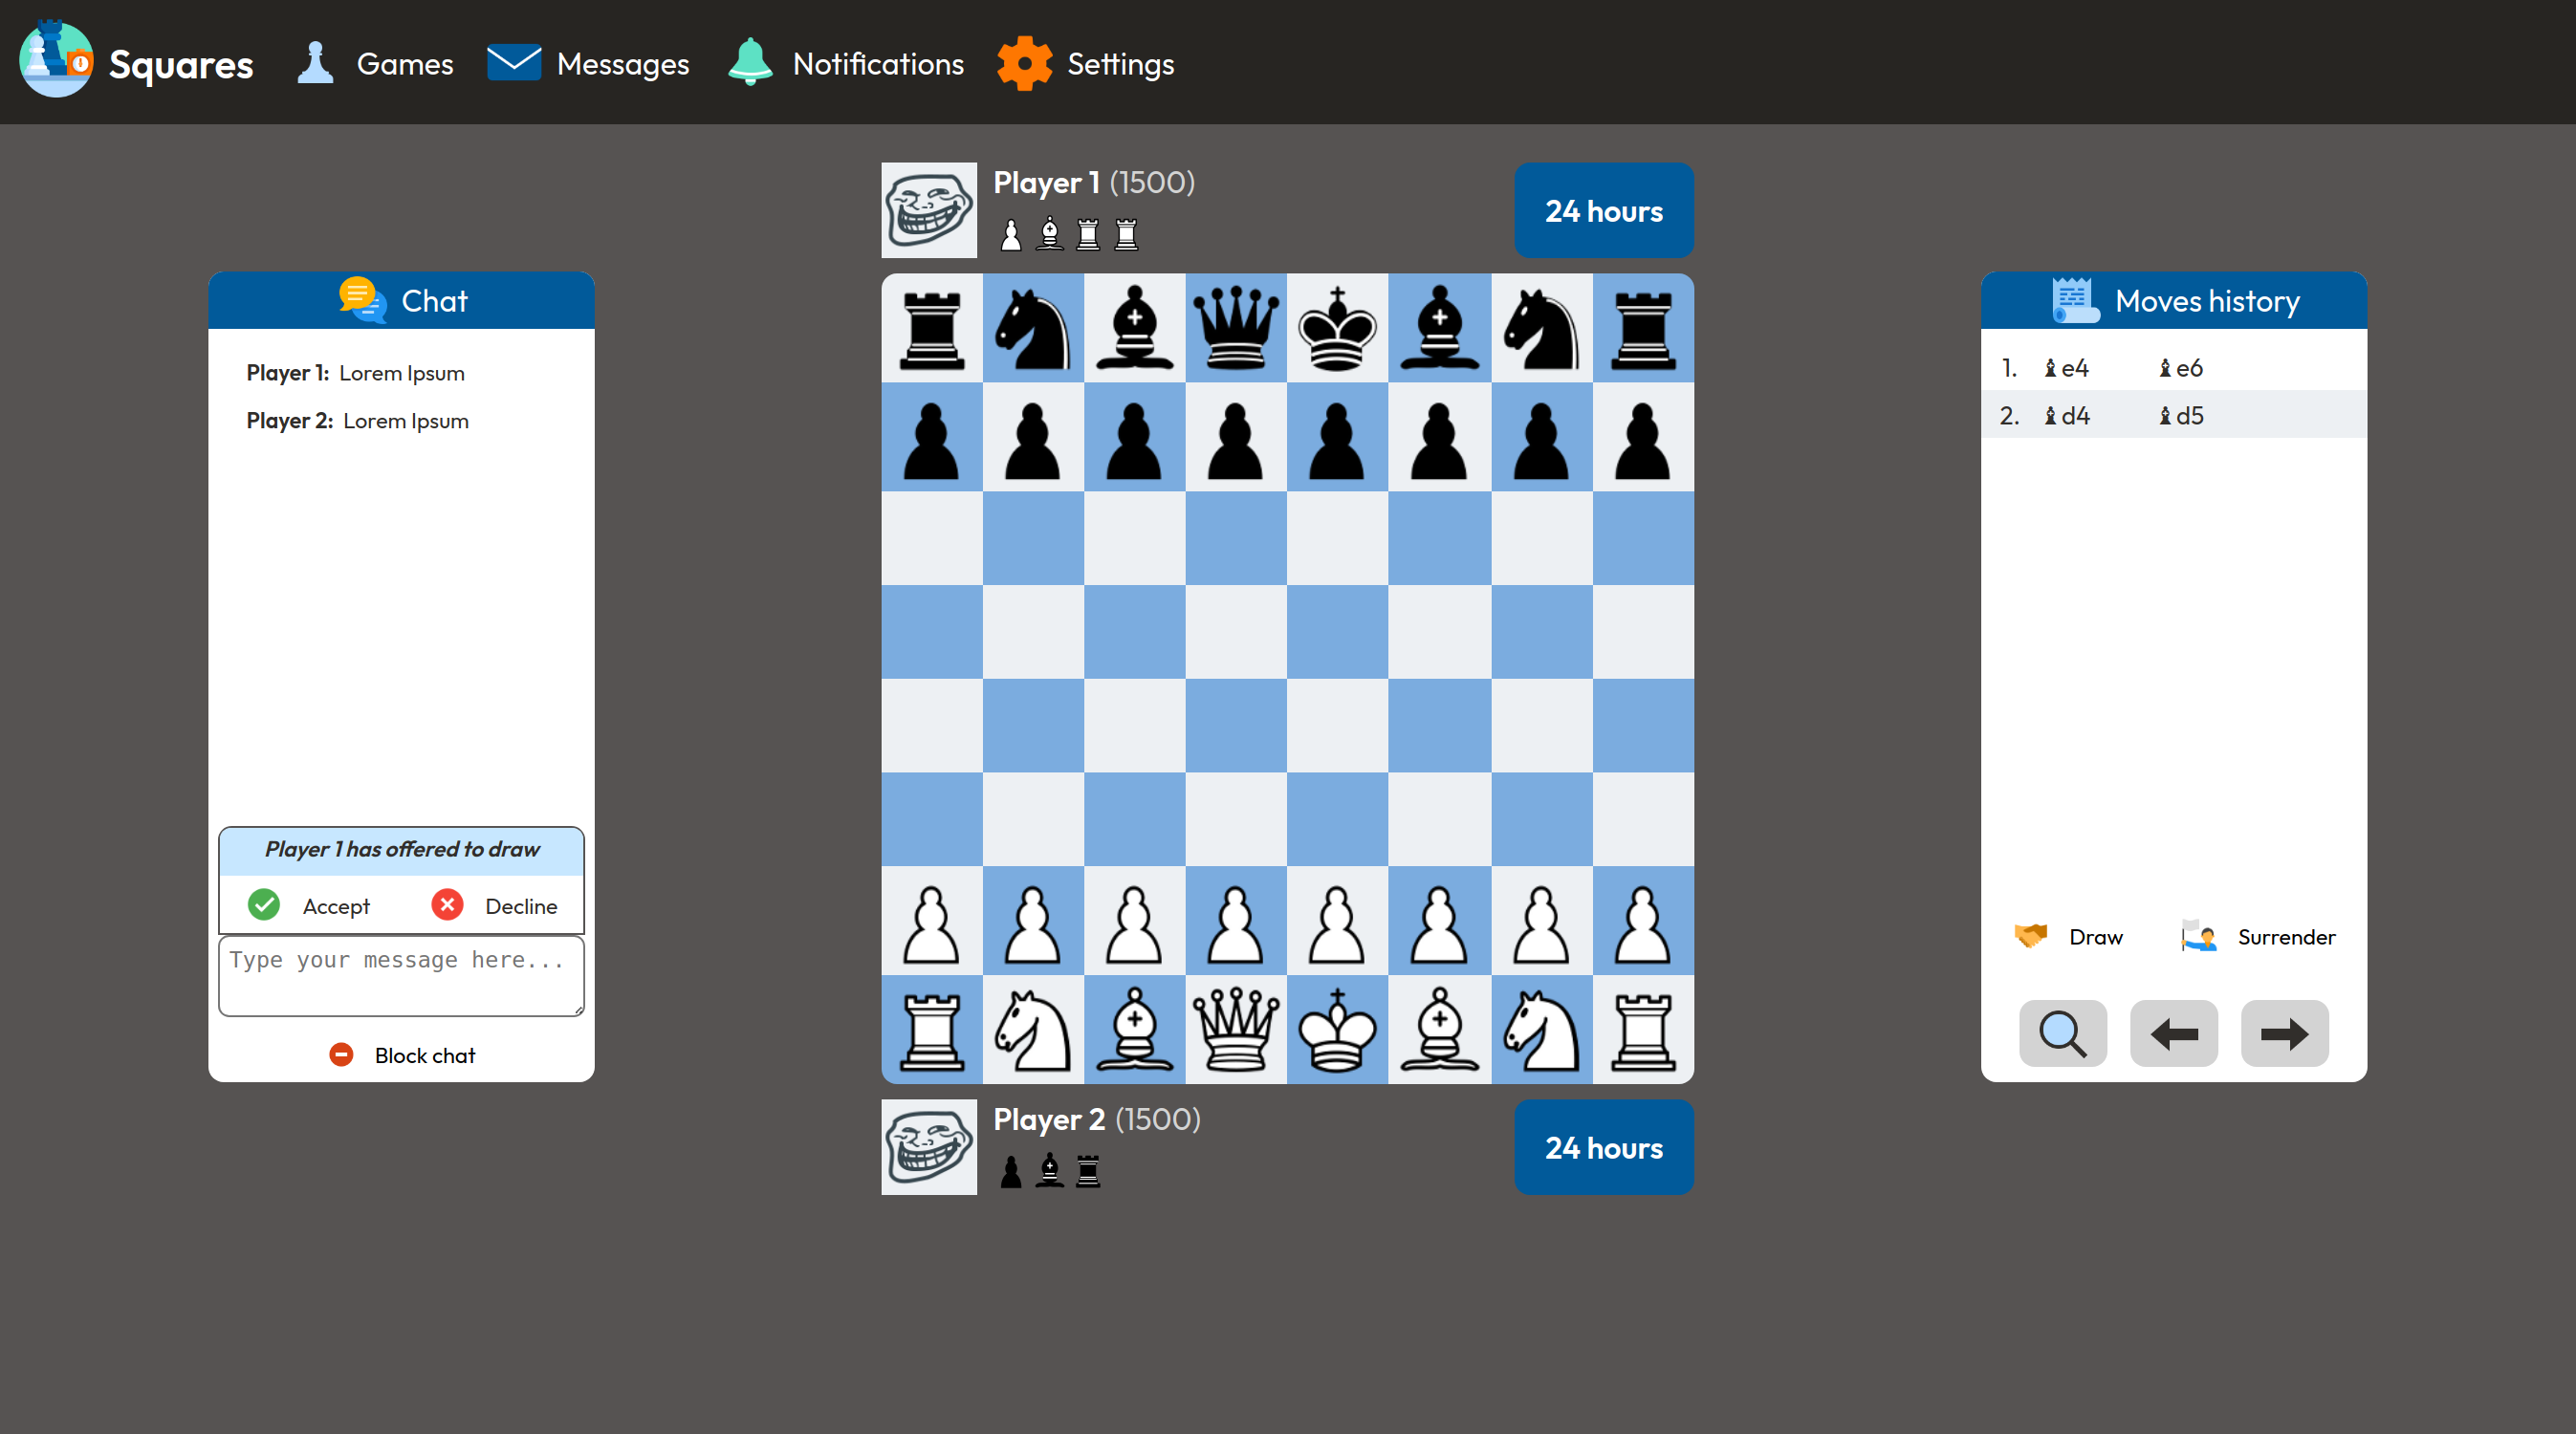 Squares Games Messages Notifications Settings
Player 1 (1500)
24 hours
Chat
Player 1: Lorem Ipsum
Player 2: Lorem Ipsum
Player 1 has offered to draw
Accept Decline
Type your message here...
Block chat
Moves history
1. ♝e4 ♝e6
2. ♝d4 ♝d5
Draw Surrender
Player 2 (1500)
24 hours